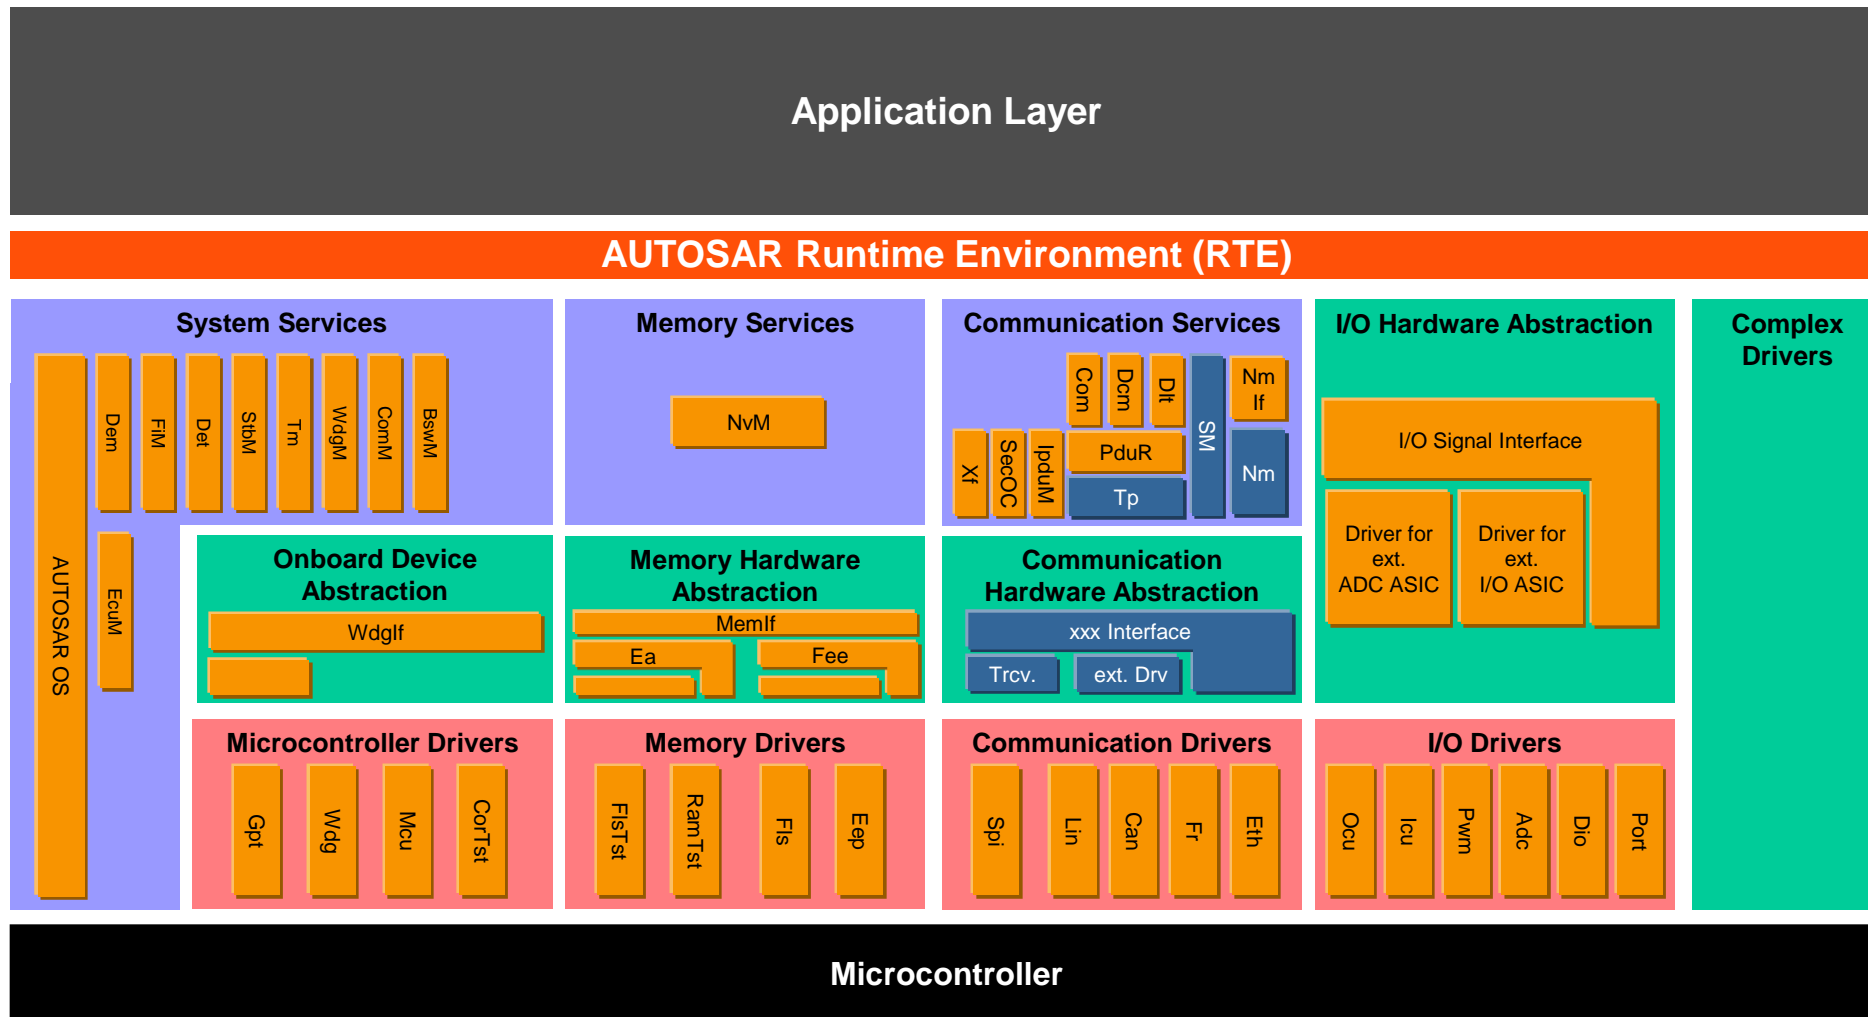 Application Layer
AUTOSAR Runtime Environment (RTE)
System Services
AUTOSAR OS
Dem
FiM
Det
StbM
Tm
WdgM
ComM
BswM
EcuM
Memory Services
NvM
Communication Services
Com
Dcm
Dlt
SM
Nm
If
Xf
SecOC
IpduM
PduR
Tp
Nm
I/O Hardware Abstraction
I/O Signal Interface
Driver for
ext.
ADC ASIC
Driver for
ext.
I/O ASIC
Complex
Drivers
Onboard Device
Abstraction
WdgIf
Memory Hardware
Abstraction
MemIf
Ea
Fee
Communication
Hardware Abstraction
xxx Interface
Trcv.
ext. Drv
Microcontroller Drivers
Gpt
Wdg
Mcu
CorTst
Memory Drivers
FlsTst
RamTst
Fls
Eep
Communication Drivers
Spi
Lin
Can
Fr
Eth
I/O Drivers
Ocu
Icu
Pwm
Adc
Dio
Port
Microcontroller